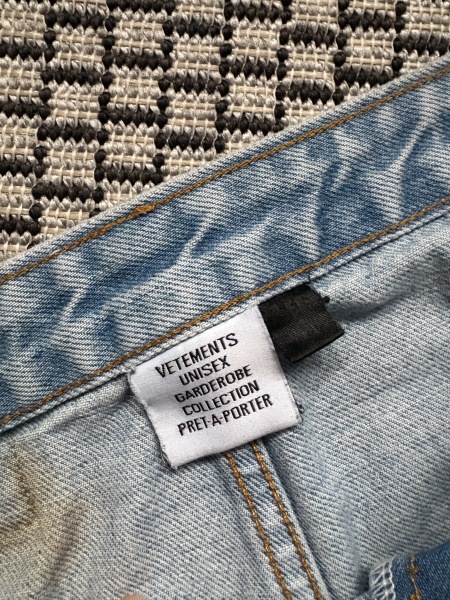 VETEMENTS
UNISEX
GARDEROBE
COLLECTION
PRET-A-PORTER